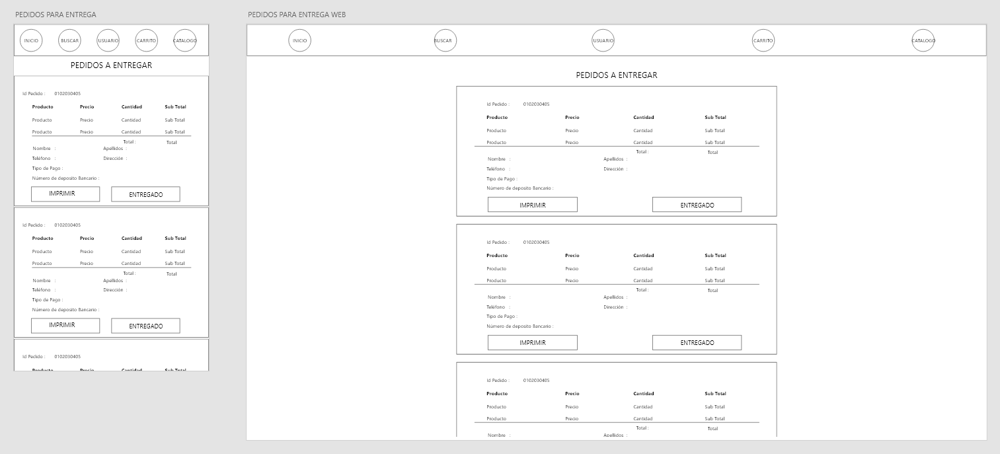 PEDIDOS PARA ENTREGA
INICIO BUSCAR USUARIO CARRITO CATALOGO
PEDIDOS A ENTREGAR
Id Pedido : 0102030405
Producto Precio Cantidad Sub Total
Producto Precio Cantidad Sub Total
Producto Precio Cantidad Sub Total
Total : Total
Nombre : Apellidos :
Teléfono : Dirección :
Tipo de Pago :
Número de deposito Bancario :
IMPRIMIR ENTREGADO
Id Pedido : 0102030405
Producto Precio Cantidad Sub Total
Producto Precio Cantidad Sub Total
Producto Precio Cantidad Sub Total
Total : Total
Nombre : Apellidos :
Teléfono : Dirección :
Tipo de Pago :
Número de deposito Bancario :
IMPRIMIR ENTREGADO
Id Pedido : 0102030405
Producto Precio Cantidad Sub Total
PEDIDOS PARA ENTREGA WEB
INICIO BUSCAR USUARIO CARRITO CATALOGO
PEDIDOS A ENTREGAR
Id Pedido : 0102030405
Producto Precio Cantidad Sub Total
Producto Precio Cantidad Sub Total
Producto Precio Cantidad Sub Total
Total : Total
Nombre : Apellidos :
Teléfono : Dirección :
Tipo de Pago :
Número de deposito Bancario :
IMPRIMIR ENTREGADO
Id Pedido : 0102030405
Producto Precio Cantidad Sub Total
Producto Precio Cantidad Sub Total
Producto Precio Cantidad Sub Total
Total : Total
Nombre : Apellidos :
Teléfono : Dirección :
Tipo de Pago :
Número de deposito Bancario :
IMPRIMIR ENTREGADO
Id Pedido : 0102030405
Producto Precio Cantidad Sub Total
Producto Precio Cantidad Sub Total
Producto Precio Cantidad Sub Total
Total : Total
Nombre : Apellidos :